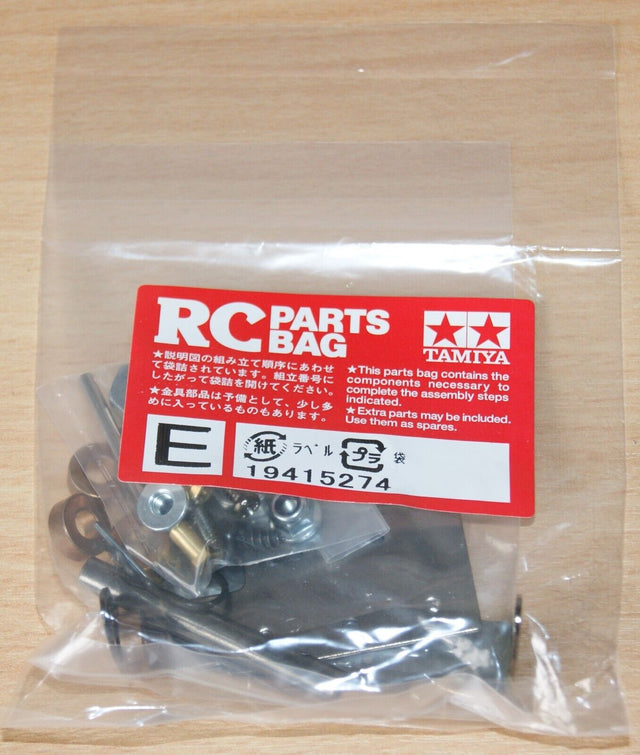 RC PARTS BAG
TAMIYA
★説明図の組み立て順序にあわせ
て袋詰されています。組立番号に
したがって袋詰を開けてください。
★金具部品は予備として、少し多
めに入っているものもあります。
★This parts bag contains the
components necessary to
complete the assembly steps
indicated.
★Extra parts may be included.
Use them as spares.
E
紙 ラベル プラ 袋
19415274